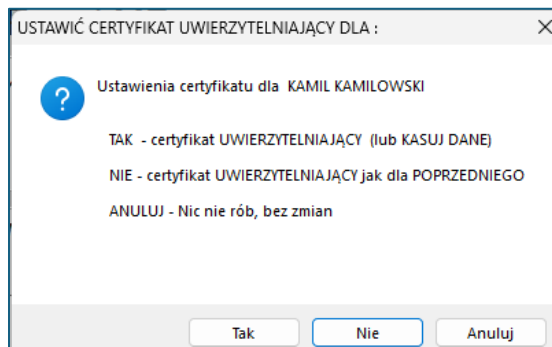 USTAWIĆ CERTYFIKAT UWIERZYTELNIAJĄCY DLA :
Ustawienia certyfikatu dla KAMIL KAMILOWSKI
TAK - certyfikat UWIERZYTELNIAJĄCY (lub KASUJ DANE)
NIE - certyfikat UWIERZYTELNIAJĄCY jak dla POPRZEDNIEGO
ANULUJ - Nic nie rób, bez zmian
Tak Nie Anuluj